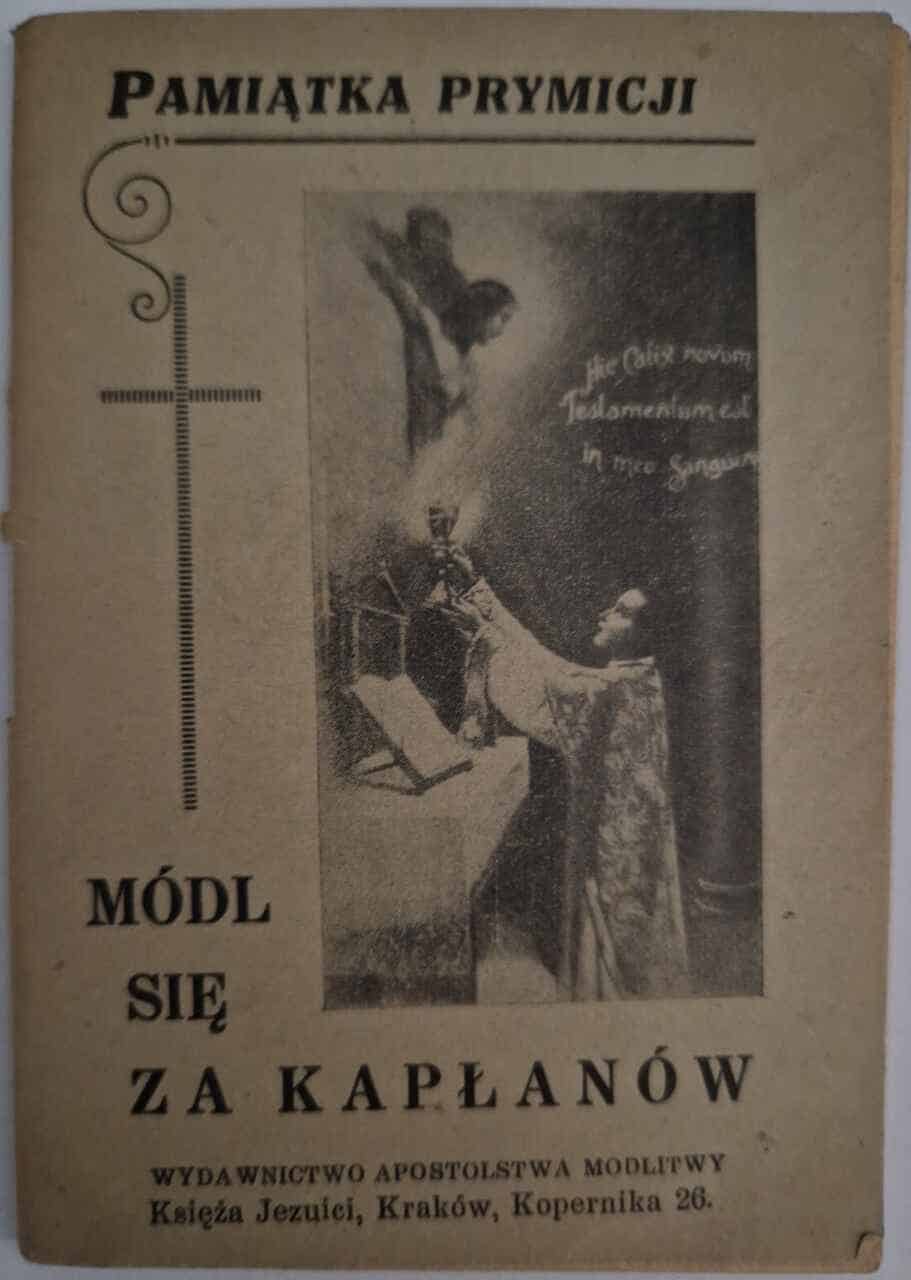 PAMIĄTKA PRYMICJI
Hic Calix novum
Testamentum est
in meo Sanguin
MÓDL
SIĘ
ZA KAPŁANÓW
WYDAWNICTWO APOSTOLSTWA MODLITWY
Księża Jezuici, Kraków, Kopernika 26.